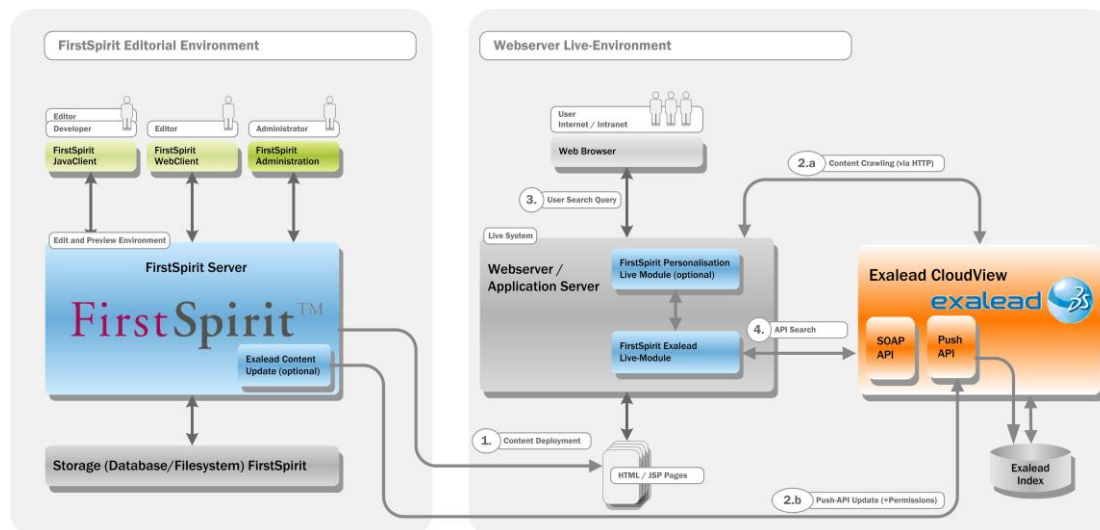 FirstSpirit Editorial Environment
Editor
Developer
FirstSpirit
JavaClient
Editor
FirstSpirit
WebClient
Administrator
FirstSpirit
Administration
Edit and Preview Environment
FirstSpirit Server
FirstSpirit™
Exalead Content
Update (optional)
Storage (Database/Filesystem) FirstSpirit
Webserver Live-Environment
User
Internet / Intranet
Web Browser
3. User Search Query
2.a Content Crawling (via HTTP)
Live System
Webserver /
Application Server
FirstSpirit Personalisation
Live Module (optional)
FirstSpirit Exalead
Live-Module
4. API Search
Exalead CloudView
exalead
SOAP
API
Push
API
1. Content Deployment
HTML / JSP Pages
2.b Push-API Update (+Permissions)
Exalead
Index